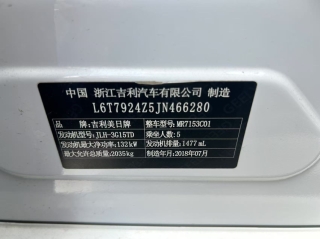 中国 浙江吉利汽车有限公司 制造
L6T7924Z5JN466280
品牌:吉利美日牌 整车型号:MR7153C01
发动机型号:JLH-3G15TD 乘坐人数:5
发动机最大净功率:132kW 发动机排量:1477mL
最大允许总质量:2035kg 制造年月:2018年07月